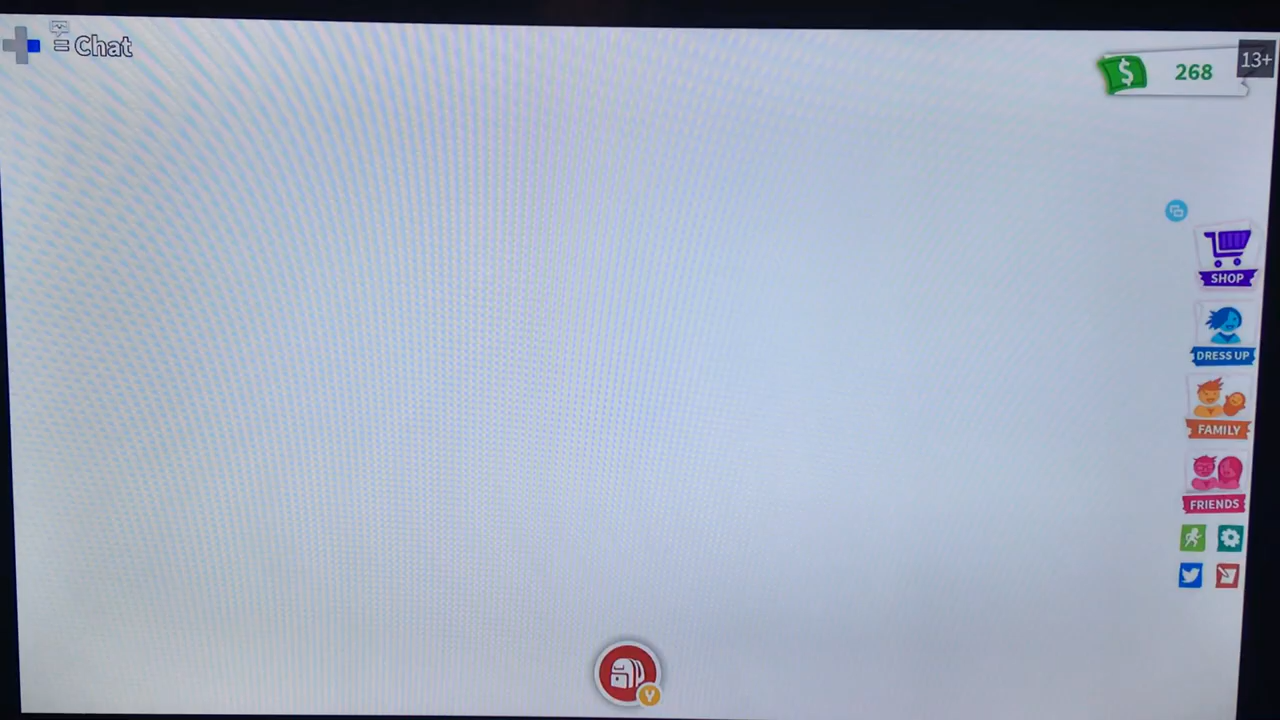 = Chat
268
13+
SHOP
DRESS UP
FAMILY
FRIENDS
Y